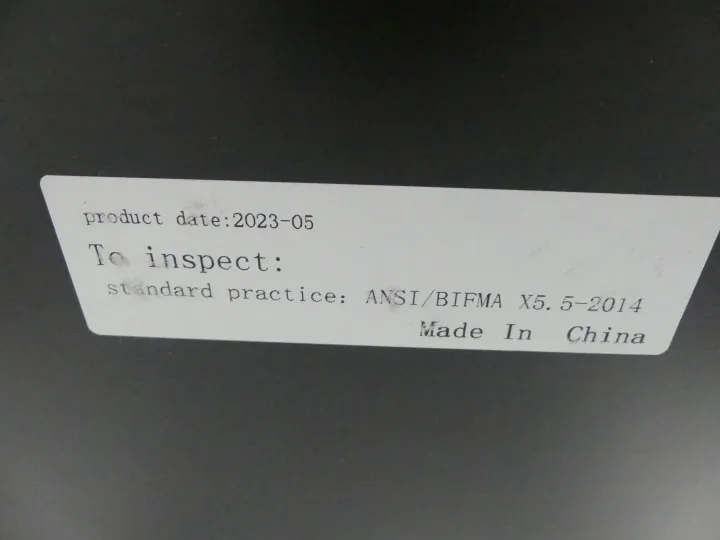 product date:2023-05
To inspect:
standard practice: ANSI/BIFMA X5.5-2014
Made In China